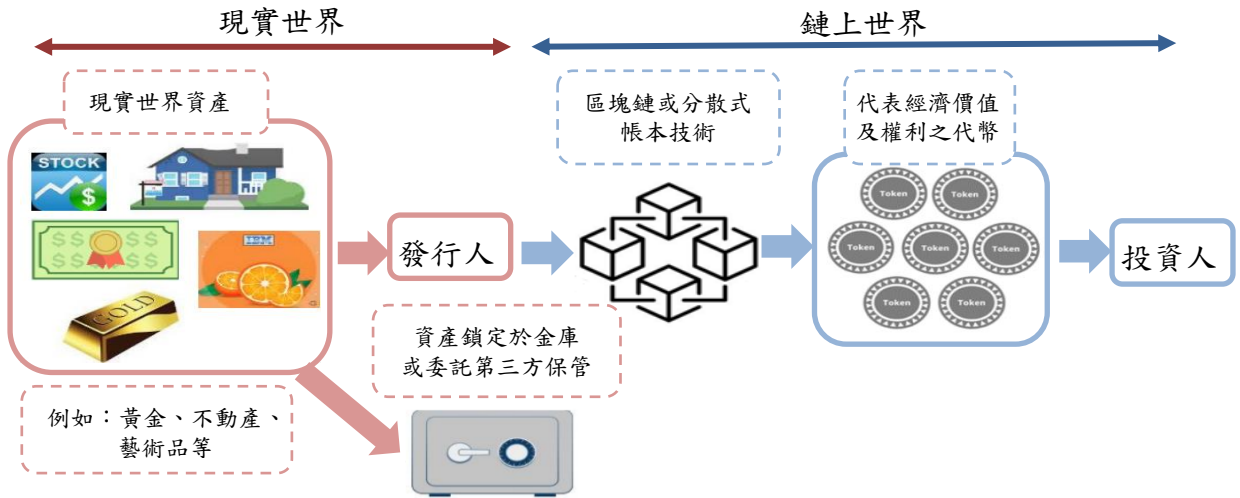 現實世界
鏈上世界
現實世界資產
區塊鏈或分散式
帳本技術
代表經濟價值
及權利之代幣
STOCK
$
$$ $$
$$ $$
IBM
GOLD
發行人
Token
Token
Token
Token
Token
Token
Token
投資人
資產鎖定於金庫
或委託第三方保管
例如：黃金、不動產、
藝術品等